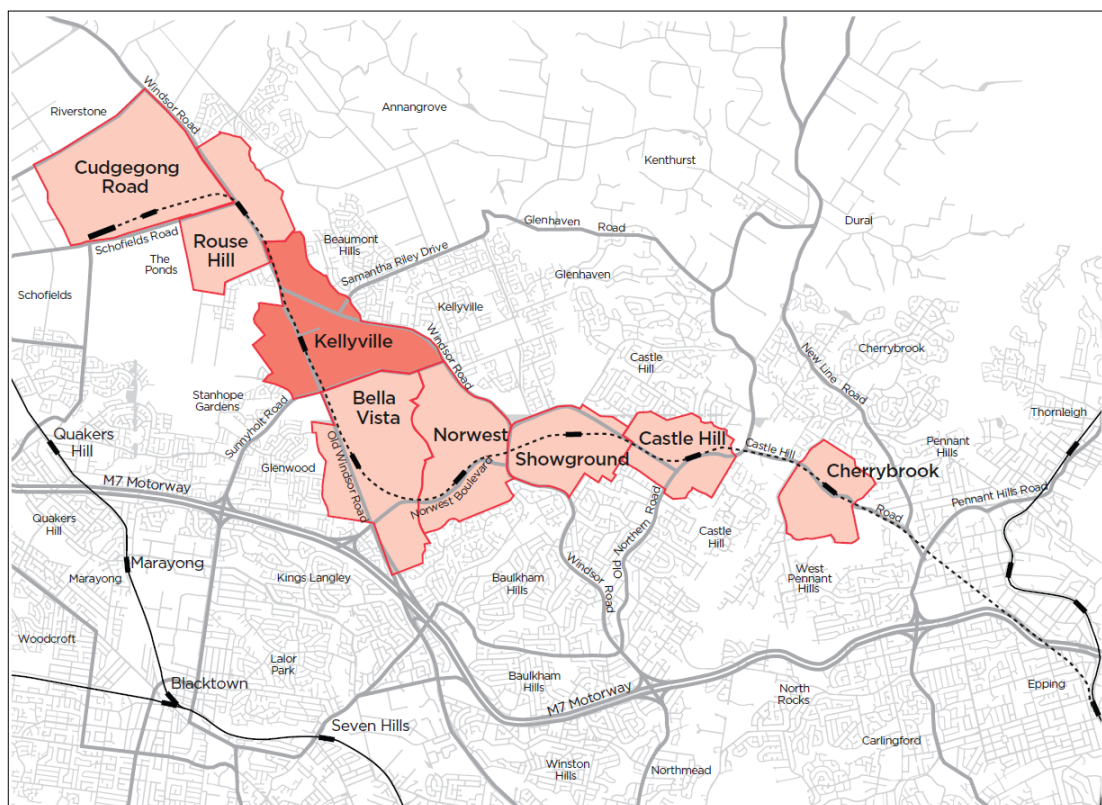 Riverstone
Windsor Road
Annangrove
Cudgegong
Road
Kenthurst
Schofields Road
Rouse
Hill
The
Ponds
Beaumont
Hills
Samantha Riley Drive
Glenhaven
Road
Dural
Schofields
Glenhaven
Kellyville
Kellyville
Windsor Road
Castle
Hill
New Line
Road
Cherrybrook
Stanhope
Gardens
Sunnyholt Road
Bella
Vista
Norwest
Thornleigh
Quakers
Hill
Glenwood
Old Windsor Road
Norwest Boulevard
Showground
Castle Hill
Castle Hill
Road
Cherrybrook
Pennant
Hills
Pennant Hills Road
M7 Motorway
Quakers
Hill
Old
Northern
Road
Castle
Hill
Windsor
Road
Marayong
Marayong
Kings Langley
Baulkham
Hills
West
Pennant
Hills
Woodcroft
Lalor
Park
Blacktown
Baulkham
Hills
M7 Motorway
North
Rocks
Epping
Seven Hills
Winston
Hills
Northmead
Carlingford